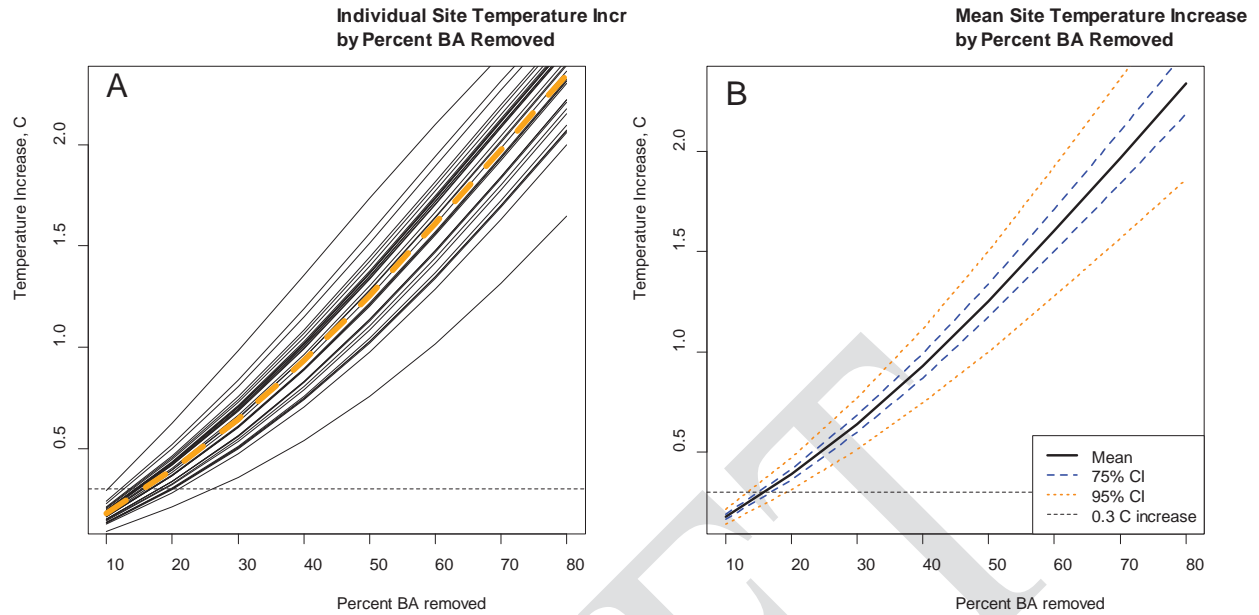 Individual Site Temperature Incr
by Percent BA Removed
A
Temperature Increase, C
2.0
1.5
1.0
0.5
10 20 30 40 50 60 70 80
Percent BA removed
Mean Site Temperature Increase
by Percent BA Removed
B
Temperature Increase, C
2.0
1.5
1.0
0.5
Mean
75% CI
95% CI
0.3 C increase
10 20 30 40 50 60 70 80
Percent BA removed